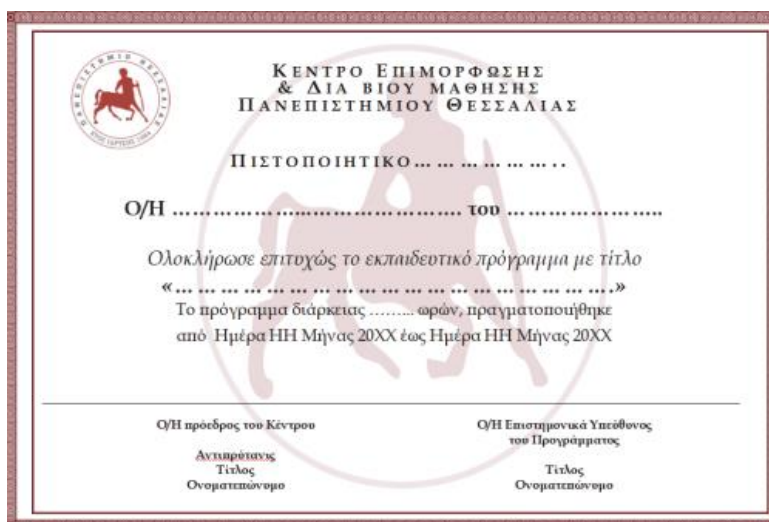 ΠΑΝΕΠΙΣΤΗΜΙΟ ΘΕΣΣΑΛΙΑΣ
ΚΕΝΤΡΟ ΕΠΙΜΟΡΦΩΣΗΣ
& ΔΙΑ ΒΙΟΥ ΜΑΘΗΣΗΣ
ΠΑΝΕΠΙΣΤΗΜΙΟΥ ΘΕΣΣΑΛΙΑΣ
ΠΙΣΤΟΠΟΙΗΤΙΚΟ... ... ... ... ... ... . .
Ο/Η ……………………………………… του …………………..
Ολοκλήρωσε επιτυχώς το εκπαιδευτικό πρόγραμμα με τίτλο
«... ... ... ... ... ... ... ... ... ... ... ... ... ... ... ... ... ... ... .»
Το πρόγραμμα διάρκειας ……... ωρών, πραγματοποιήθηκε
από Ημέρα ΗΗ Μήνας 20ΧΧ έως Ημέρα ΗΗ Μήνας 20ΧΧ
Ο/Η πρόεδρος του Κέντρου
Αντιπρύτανις
Τίτλος
Ονοματεπώνυμο
Ο/Η Επιστημονικά Υπεύθυνος
του Προγράμματος
Τίτλος
Ονοματεπώνυμο